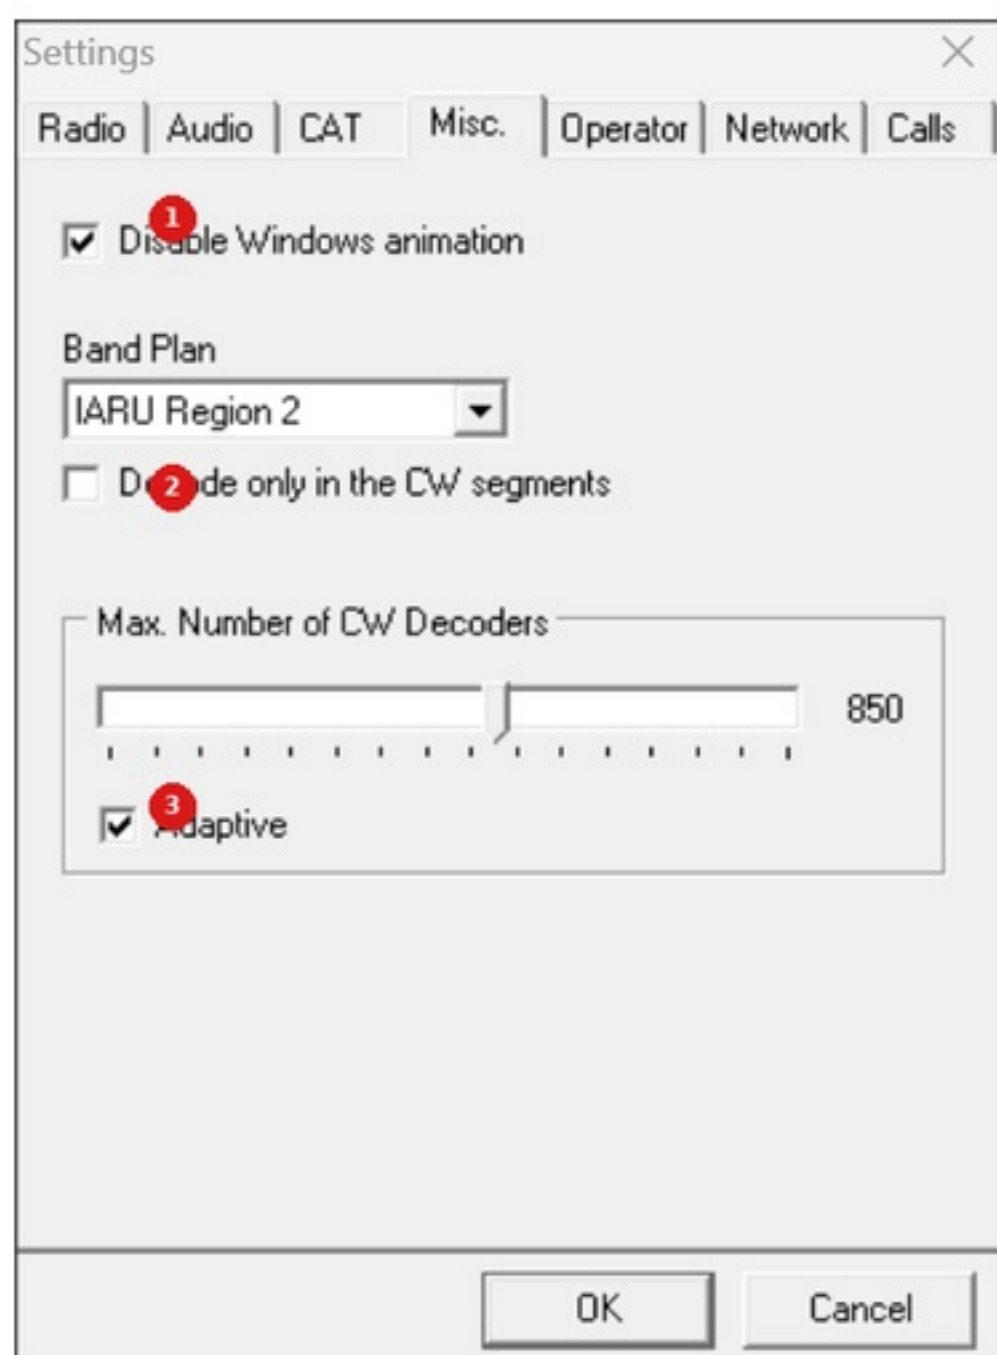 Settings
Radio Audio CAT Misc. Operator Network Calls
1
Disable Windows animation
Band Plan
IARU Region 2
2
Decode only in the CW segments
Max. Number of CW Decoders
850
3
Adaptive
OK Cancel